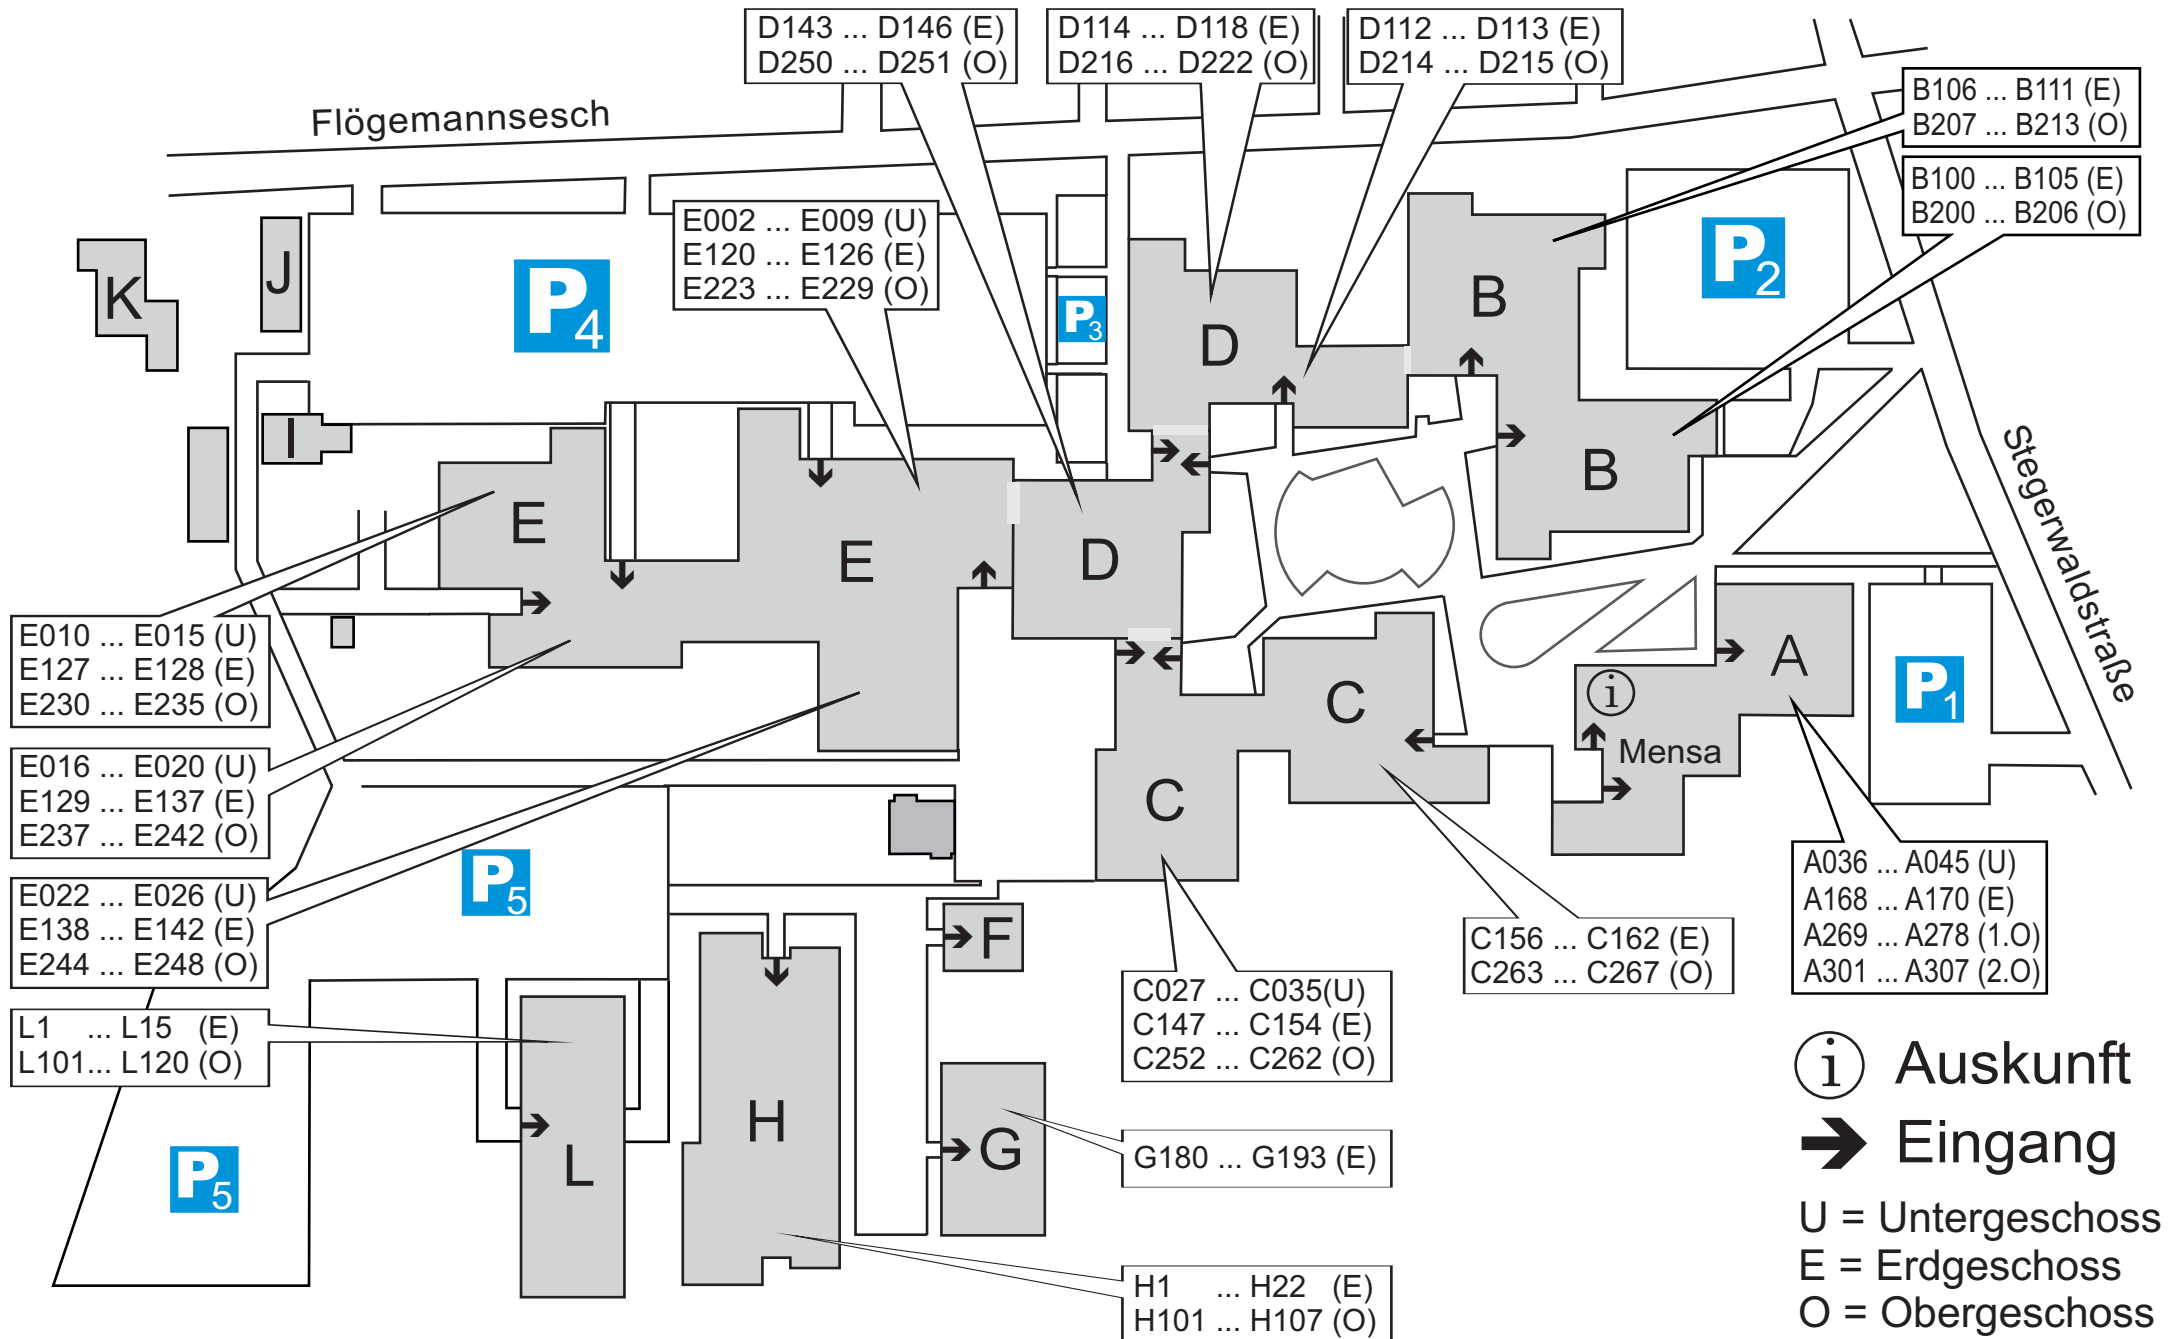 D143 ... D146 (E)
D250 ... D251 (O)
D114 ... D118 (E)
D216 ... D222 (O)
D112 ... D113 (E)
D214 ... D215 (O)
B106 ... B111 (E)
B207 ... B213 (O)
B100 ... B105 (E)
B200 ... B206 (O)
Flögemannsesch
E002 ... E009 (U)
E120 ... E126 (E)
E223 ... E229 (O)
K
J
P4
P3
D
B
P2
I
E
E
D
B
Stegerwaldstraße
E010 ... E015 (U)
E127 ... E128 (E)
E230 ... E235 (O)
C
i
A
P1
Mensa
E016 ... E020 (U)
E129 ... E137 (E)
E237 ... E242 (O)
C
E022 ... E026 (U)
E138 ... E142 (E)
E244 ... E248 (O)
P5
F
A036 ... A045 (U)
A168 ... A170 (E)
A269 ... A278 (1.O)
A301 ... A307 (2.O)
C156 ... C162 (E)
C263 ... C267 (O)
C027 ... C035(U)
C147 ... C154 (E)
C252 ... C262 (O)
L1 ... L15 (E)
L101... L120 (O)
P5
L
H
G
G180 ... G193 (E)
H1 ... H22 (E)
H101 ... H107 (O)
i Auskunft
Eingang
U = Untergeschoss
E = Erdgeschoss
O = Obergeschoss